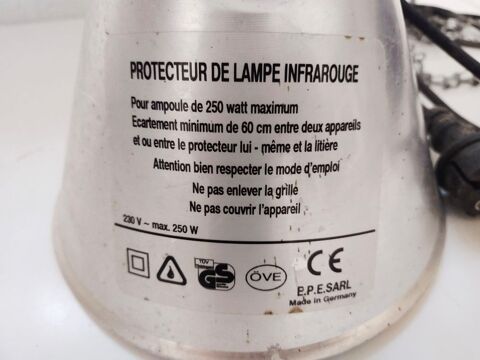 PROTECTEUR DE LAMPE INFRAROUGE
Pour ampoule de 250 watt maximum
Ecartement minimum de 60 cm entre deux appareils
et ou entre le protecteur lui - même et la litière
Attention bien respecter le mode d'emploi
Ne pas enlever la grille
Ne pas couvrir l'appareil
230 V ~ max. 250 W
TÜV GS ÖVE CE
E.P.E.SARL
Made in Germany